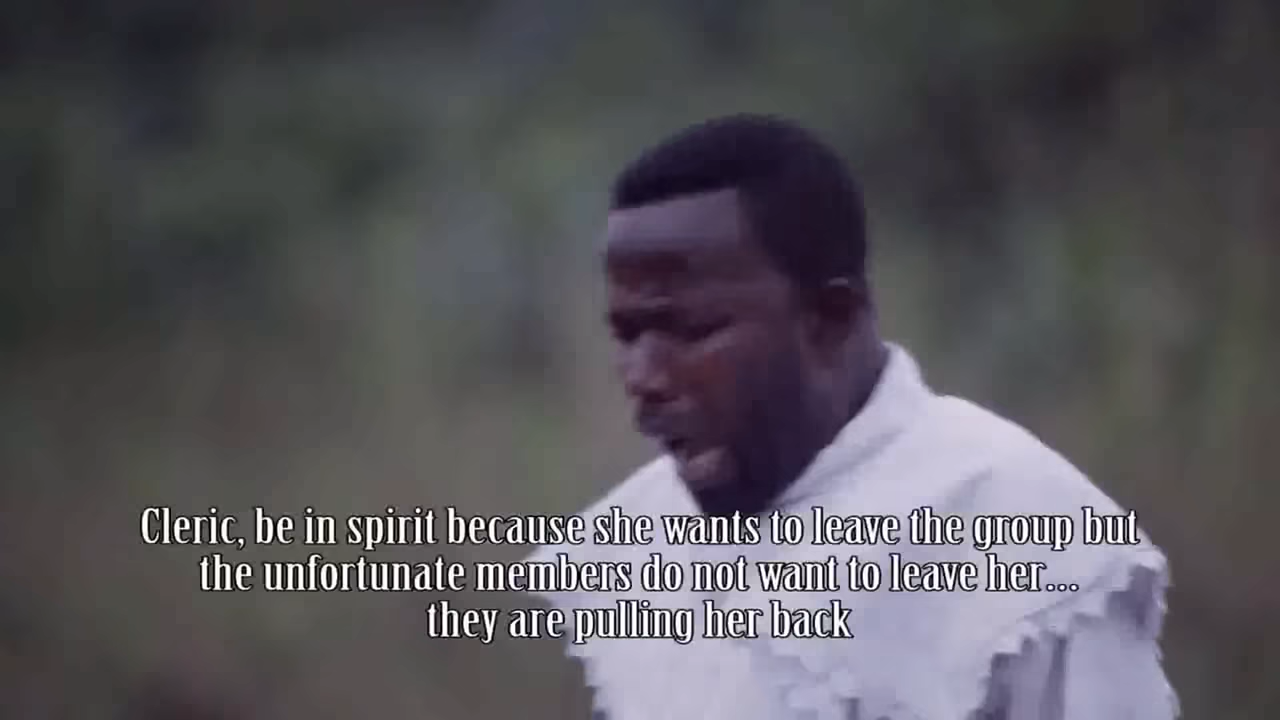 Cleric, be in spirit because she wants to leave the group but
the unfortunate members do not want to leave her...
they are pulling her back